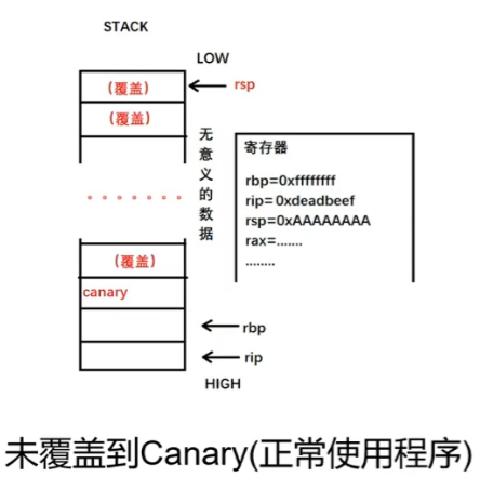 STACK
LOW
(覆盖)
rsp
(覆盖)
无意义的数据
寄存器
rbp=0xffffffff
rip= 0xdeadbeef
rsp=0xAAAAAAAA
rax=.......
........
(覆盖)
canary
rbp
rip
HIGH
未覆盖到Canary(正常使用程序)